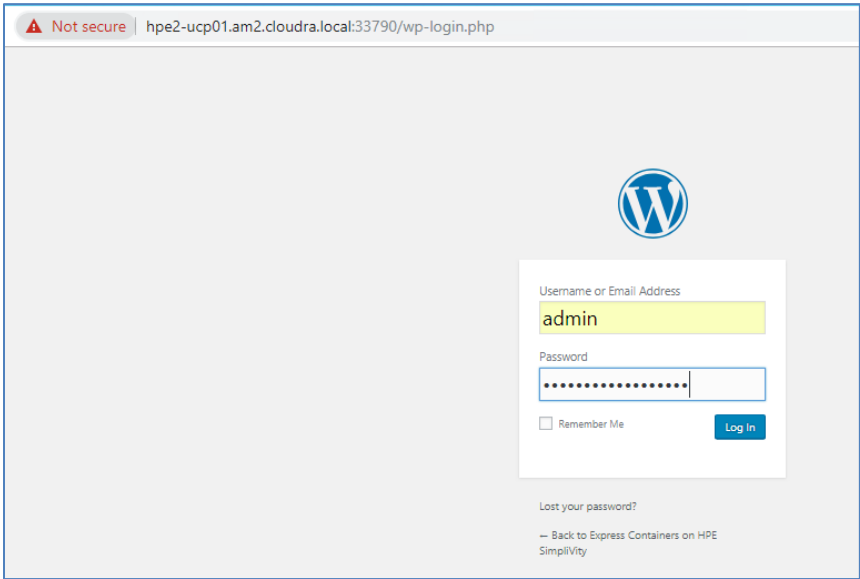 Not secure hpe2-ucp01.am2.cloudra.local:33790/wp-login.php
Username or Email Address
admin
Password
••••••••••••••••••
Remember Me
Log In
Lost your password?
← Back to Express Containers on HPE
SimpliVity